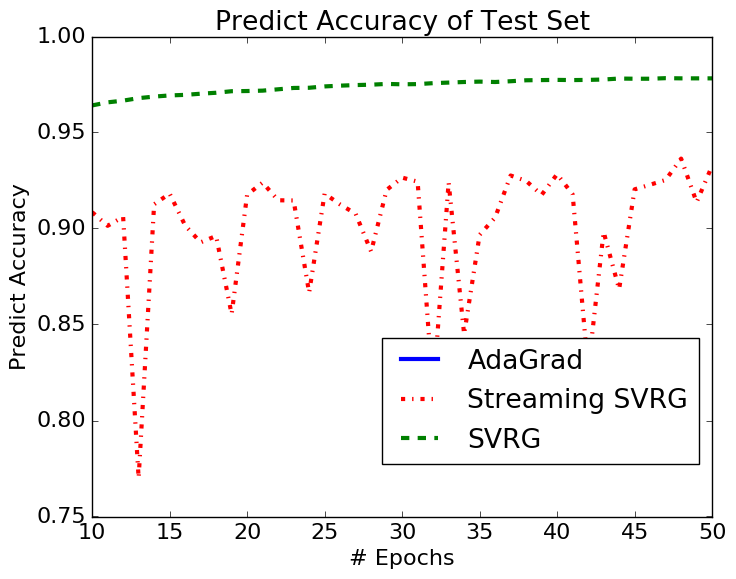 Predict Accuracy of Test Set
1.00
0.95
0.90
0.85
0.80
0.75
Predict Accuracy
AdaGrad
Streaming SVRG
SVRG
10 15 20 25 30 35 40 45 50
# Epochs